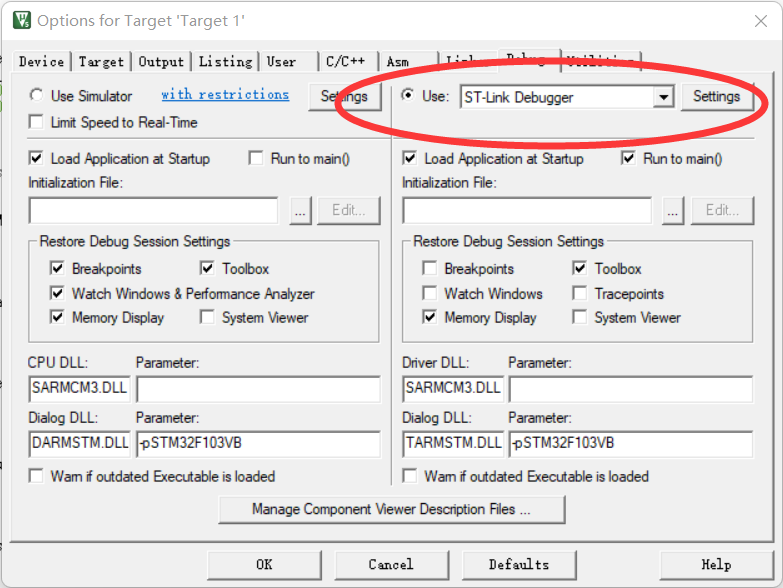 Options for Target 'Target 1'
Device Target Output Listing User C/C++ Asm
Use Simulator with restrictions Settings Use: ST-Link Debugger Settings
Limit Speed to Real-Time
Load Application at Startup Run to main() Load Application at Startup Run to main()
Initialization File: Initialization File:
... Edit... ... Edit...
Restore Debug Session Settings Restore Debug Session Settings
Breakpoints Toolbox Breakpoints Toolbox
Watch Windows & Performance Analyzer Watch Windows Tracepoints
Memory Display System Viewer Memory Display System Viewer
CPU DLL: Parameter: Driver DLL: Parameter:
SARMCM3.DLL SARMCM3.DLL
Dialog DLL: Parameter: Dialog DLL: Parameter:
DARMSTM.DLL -pSTM32F103VB TARMSTM.DLL -pSTM32F103VB
Warn if outdated Executable is loaded Warn if outdated Executable is loaded
Manage Component Viewer Description Files ...
OK Cancel Defaults Help